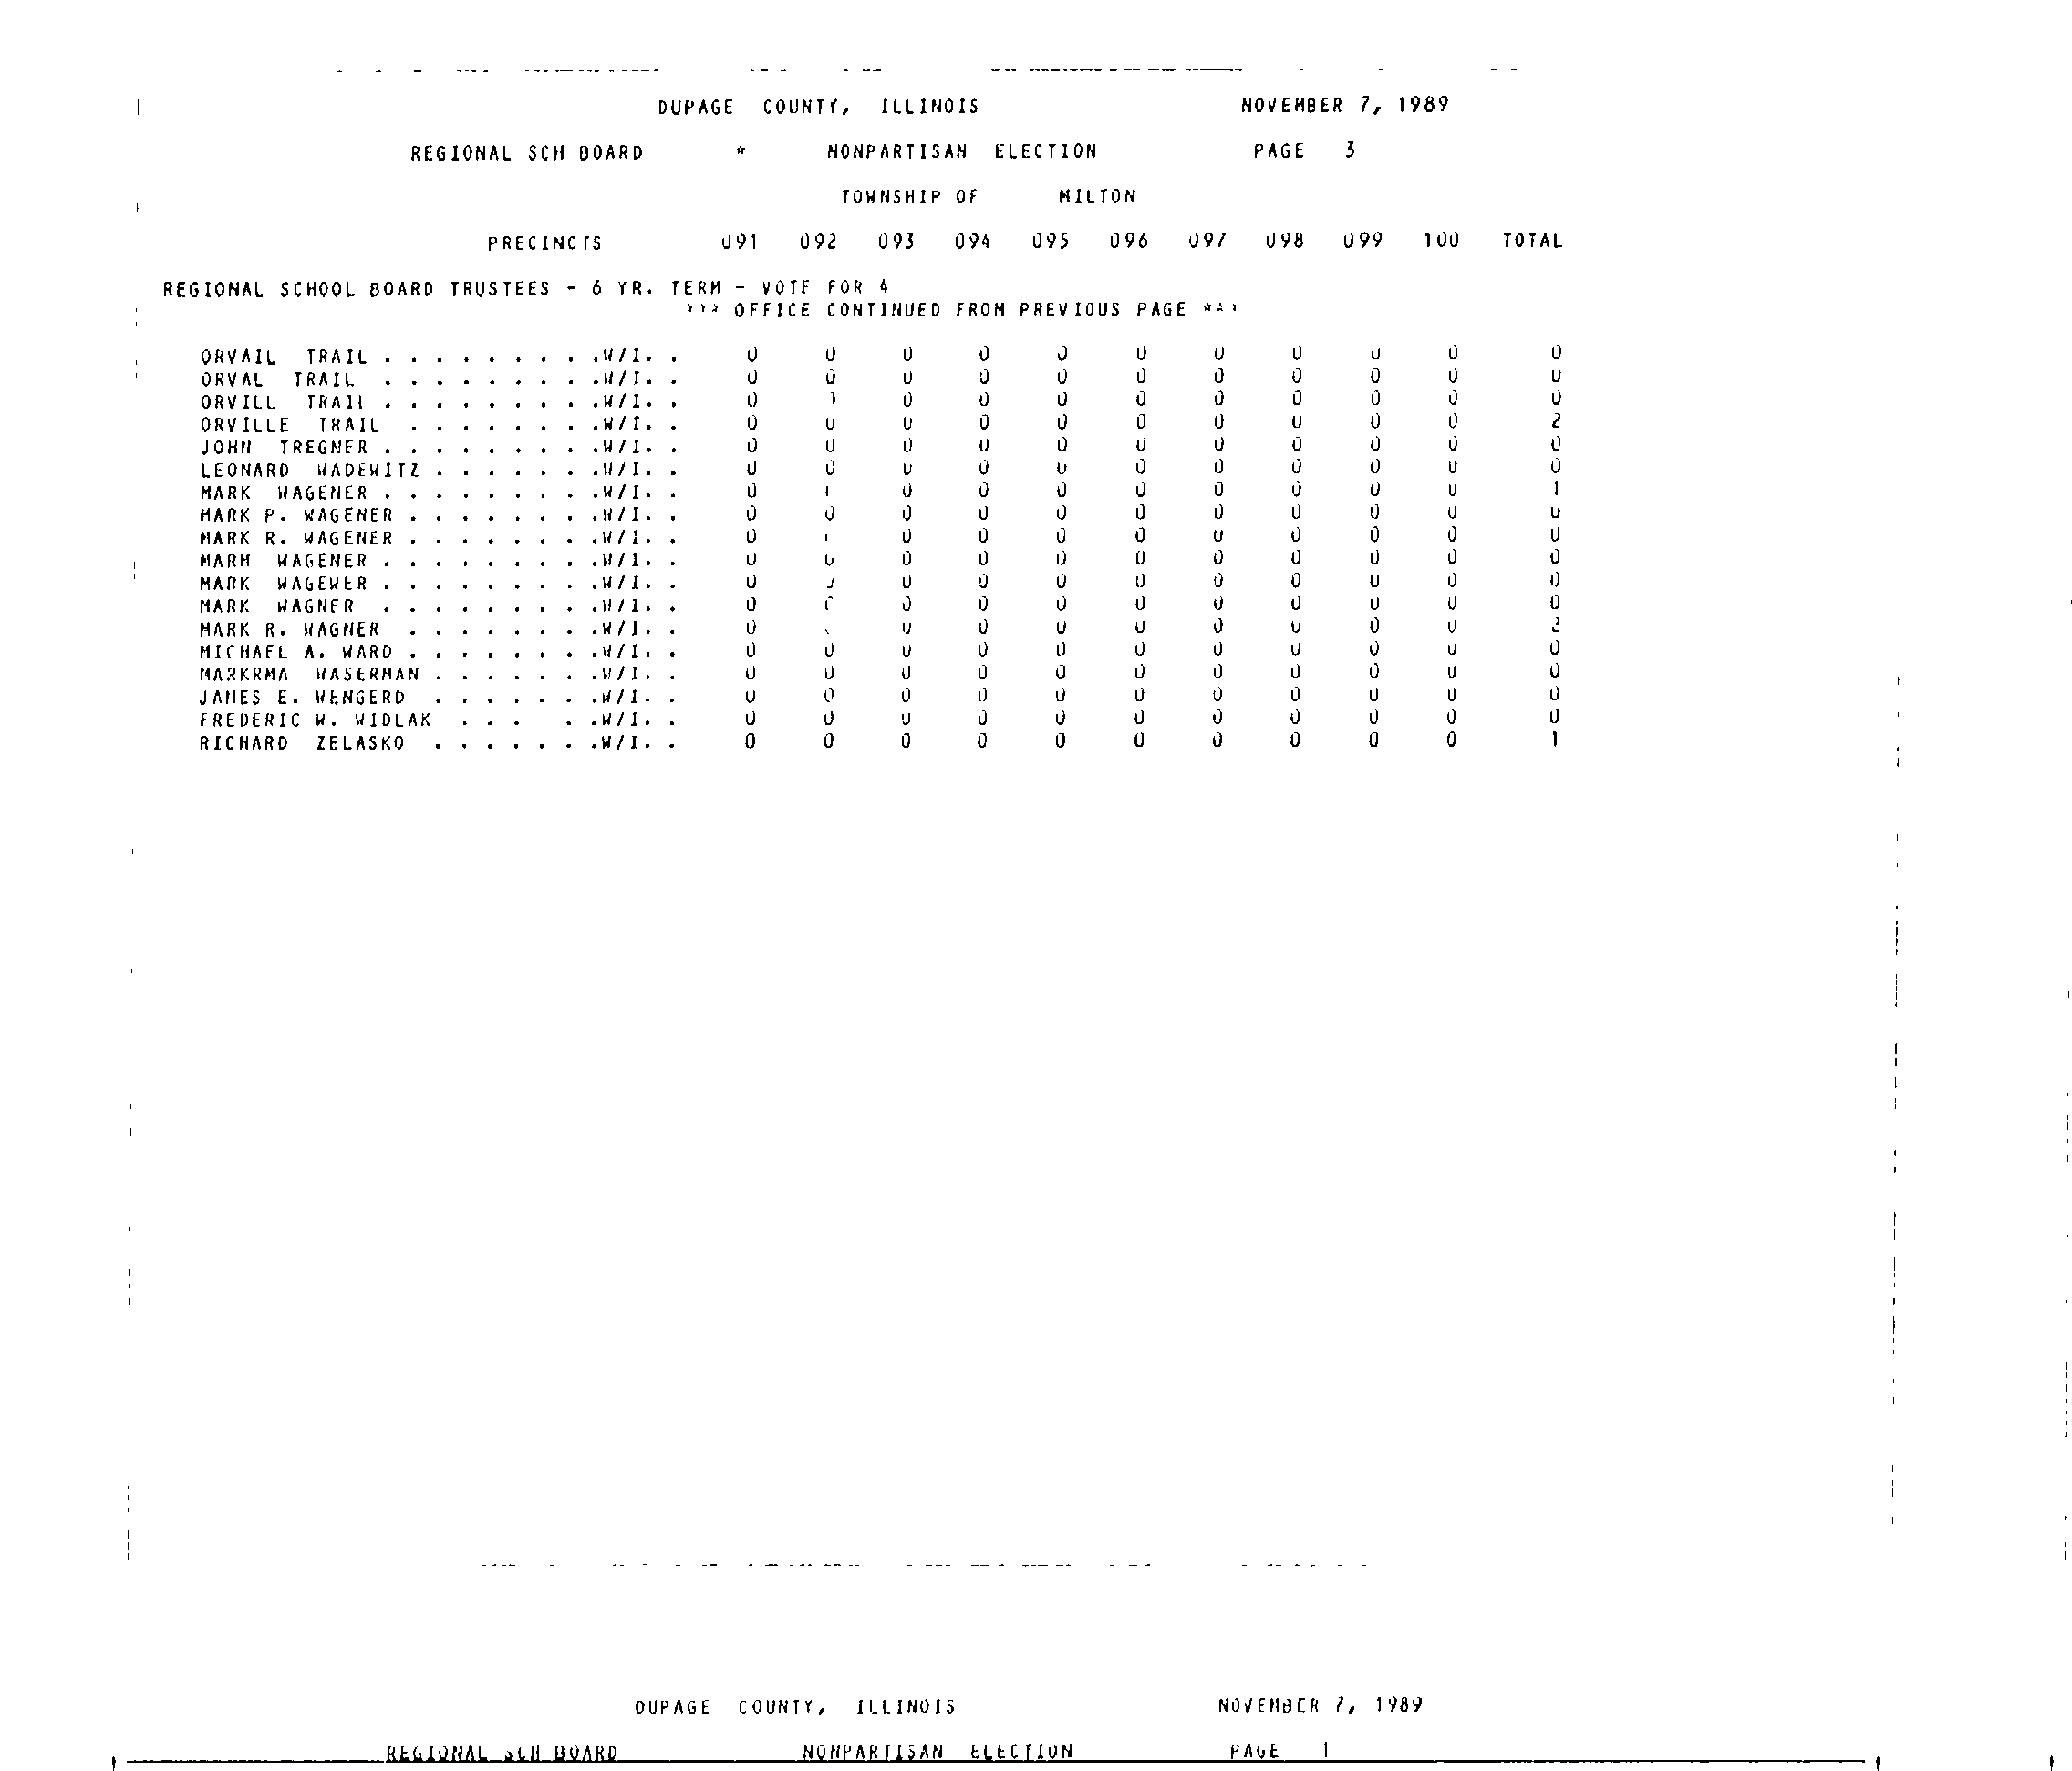 DUPAGE COUNTY, ILLINOIS NOVEMBER 7, 1989
REGIONAL SCH BOARD * NONPARTISAN ELECTION PAGE 3
TOWNSHIP OF MILTON
PRECINCTS 091 092 093 094 095 096 097 098 099 100 TOTAL
REGIONAL SCHOOL BOARD TRUSTEES - 6 YR. TERM - VOTE FOR 4
*** OFFICE CONTINUED FROM PREVIOUS PAGE ***
ORVAIL TRAIL . . . . . . . . .W/I. . 0 0 0 0 0 0 0 0 0 0 0
ORVAL TRAIL . . . . . . . . .W/I. . 0 0 0 0 0 0 0 0 0 0 0
ORVILL TRAIL . . . . . . . . .W/I. . 0 0 0 0 0 0 0 0 0 0
ORVILLE TRAIL . . . . . . . .W/I. . 0 0 0 0 0 0 0 0 0 0 2
JOHN TREGNER . . . . . . . . .W/I. . 0 0 0 0 0 0 0 0 0 0 0
LEONARD WADEWITZ . . . . . . .W/I. . 0 0 0 0 0 0 0 0 0 0 0
MARK WAGENER . . . . . . . . .W/I. . 0 0 0 0 0 0 0 0 0 1
MARK P. WAGENER . . . . . . . .W/I. . 0 0 0 0 0 0 0 0 0 0 0
MARK R. WAGENER . . . . . . . .W/I. . 0 0 0 0 0 0 0 0 0 0
MARM WAGENER . . . . . . . . .W/I. . 0 0 0 0 0 0 0 0 0 0 0
MARK WAGEWER . . . . . . . . .W/I. . 0 0 0 0 0 0 0 0 0 0
MARK WAGNER . . . . . . . . .W/I. . 0 0 0 0 0 0 0 0 0 0
MARK R. WAGNER . . . . . . . .W/I. . 0 0 0 0 0 0 0 0 0 2
MICHAEL A. WARD . . . . . . . .W/I. . 0 0 0 0 0 0 0 0 0 0 0
MARKRMA WASERMAN . . . . . . .W/I. . 0 0 0 0 0 0 0 0 0 0 0
JAMES E. WENGERD . . . . . . .W/I. . 0 0 0 0 0 0 0 0 0 0 0
FREDERIC W. WIDLAK . . . . .W/I. . 0 0 0 0 0 0 0 0 0 0 0
RICHARD ZELASKO . . . . . . .W/I. . 0 0 0 0 0 0 0 0 0 0 1
DUPAGE COUNTY, ILLINOIS NOVEMBER 7, 1989
REGIONAL SCH BOARD NONPARTISAN ELECTION PAGE 1